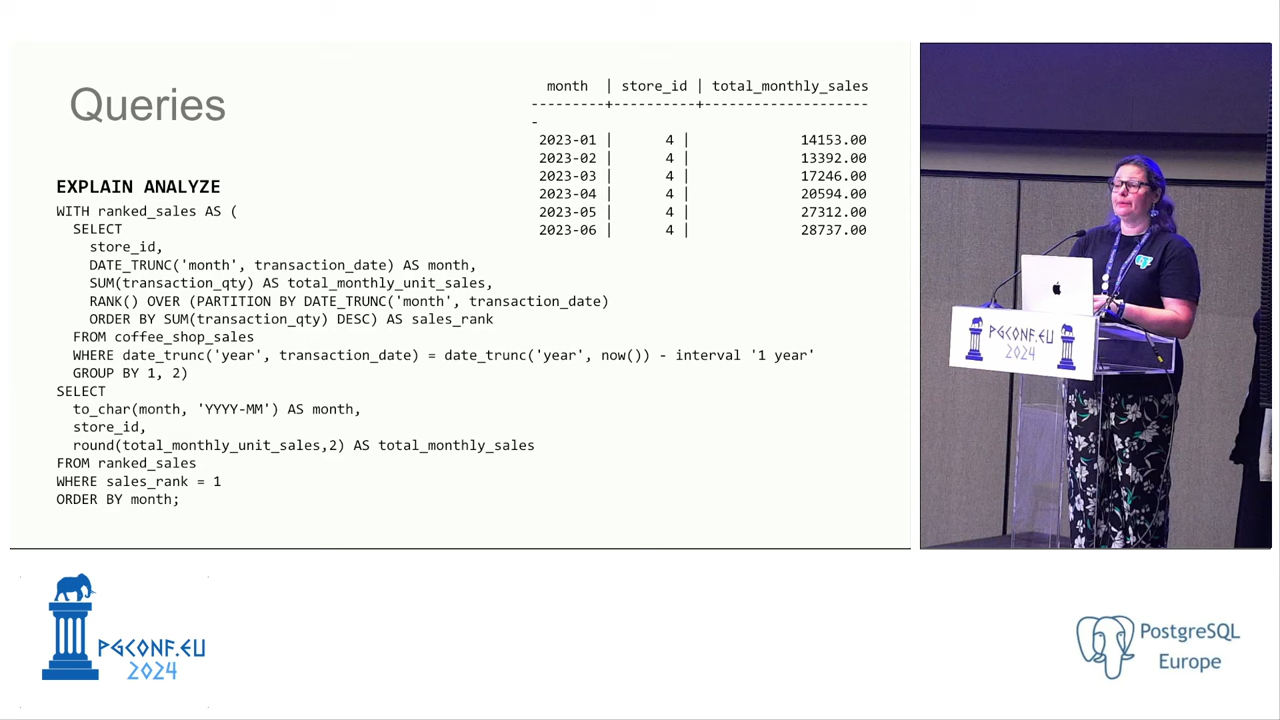 Queries
month | store_id | total_monthly_sales
---------+----------+--------------------
-
2023-01 | 4 | 14153.00
2023-02 | 4 | 13392.00
2023-03 | 4 | 17246.00
2023-04 | 4 | 20594.00
2023-05 | 4 | 27312.00
2023-06 | 4 | 28737.00
EXPLAIN ANALYZE
WITH ranked_sales AS (
SELECT
store_id,
DATE_TRUNC('month', transaction_date) AS month,
SUM(transaction_qty) AS total_monthly_unit_sales,
RANK() OVER (PARTITION BY DATE_TRUNC('month', transaction_date)
ORDER BY SUM(transaction_qty) DESC) AS sales_rank
FROM coffee_shop_sales
WHERE date_trunc('year', transaction_date) = date_trunc('year', now()) - interval '1 year'
GROUP BY 1, 2)
SELECT
to_char(month, 'YYYY-MM') AS month,
store_id,
round(total_monthly_unit_sales,2) AS total_monthly_sales
FROM ranked_sales
WHERE sales_rank = 1
ORDER BY month;
PGCONF.EU
2024
PGCONF.EU
2024
PostgreSQL
Europe